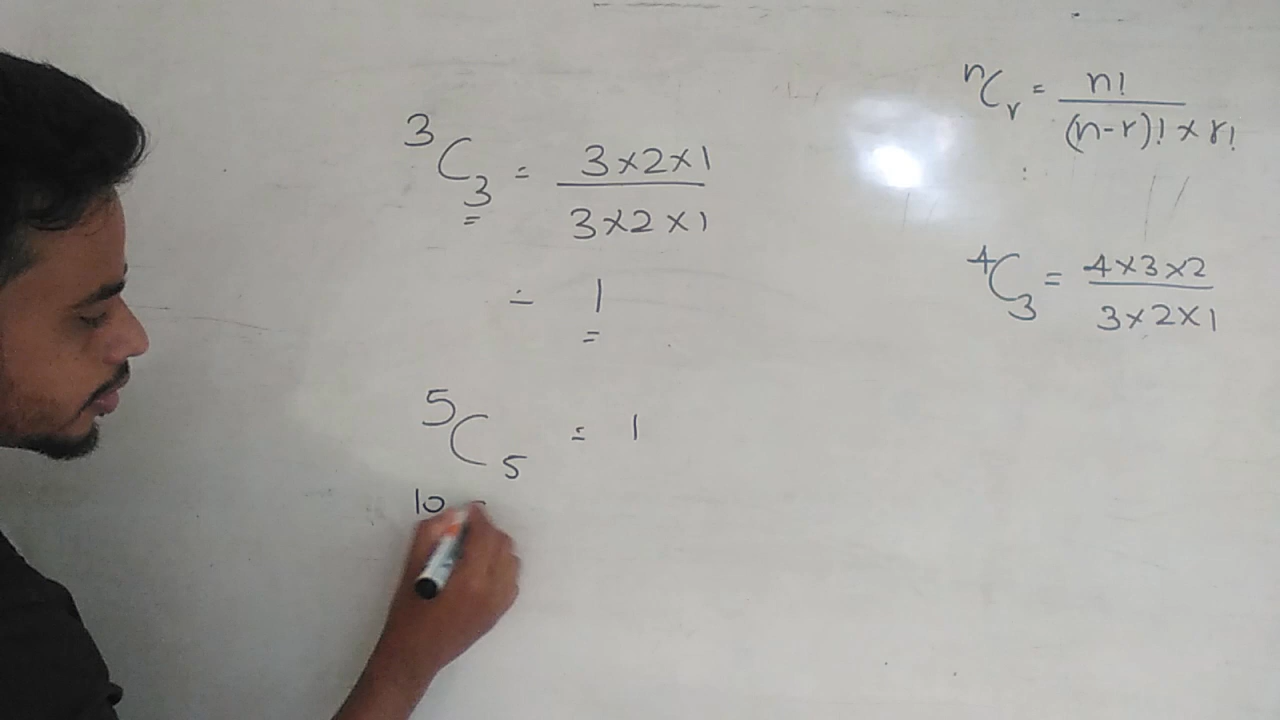 ³C₃ = 3×2×1 / 3×2×1
= 1
⁵C₅ = 1
10
ⁿCᵣ = n! / (n-r)! × r!
⁴C₃ = 4×3×2 / 3×2×1